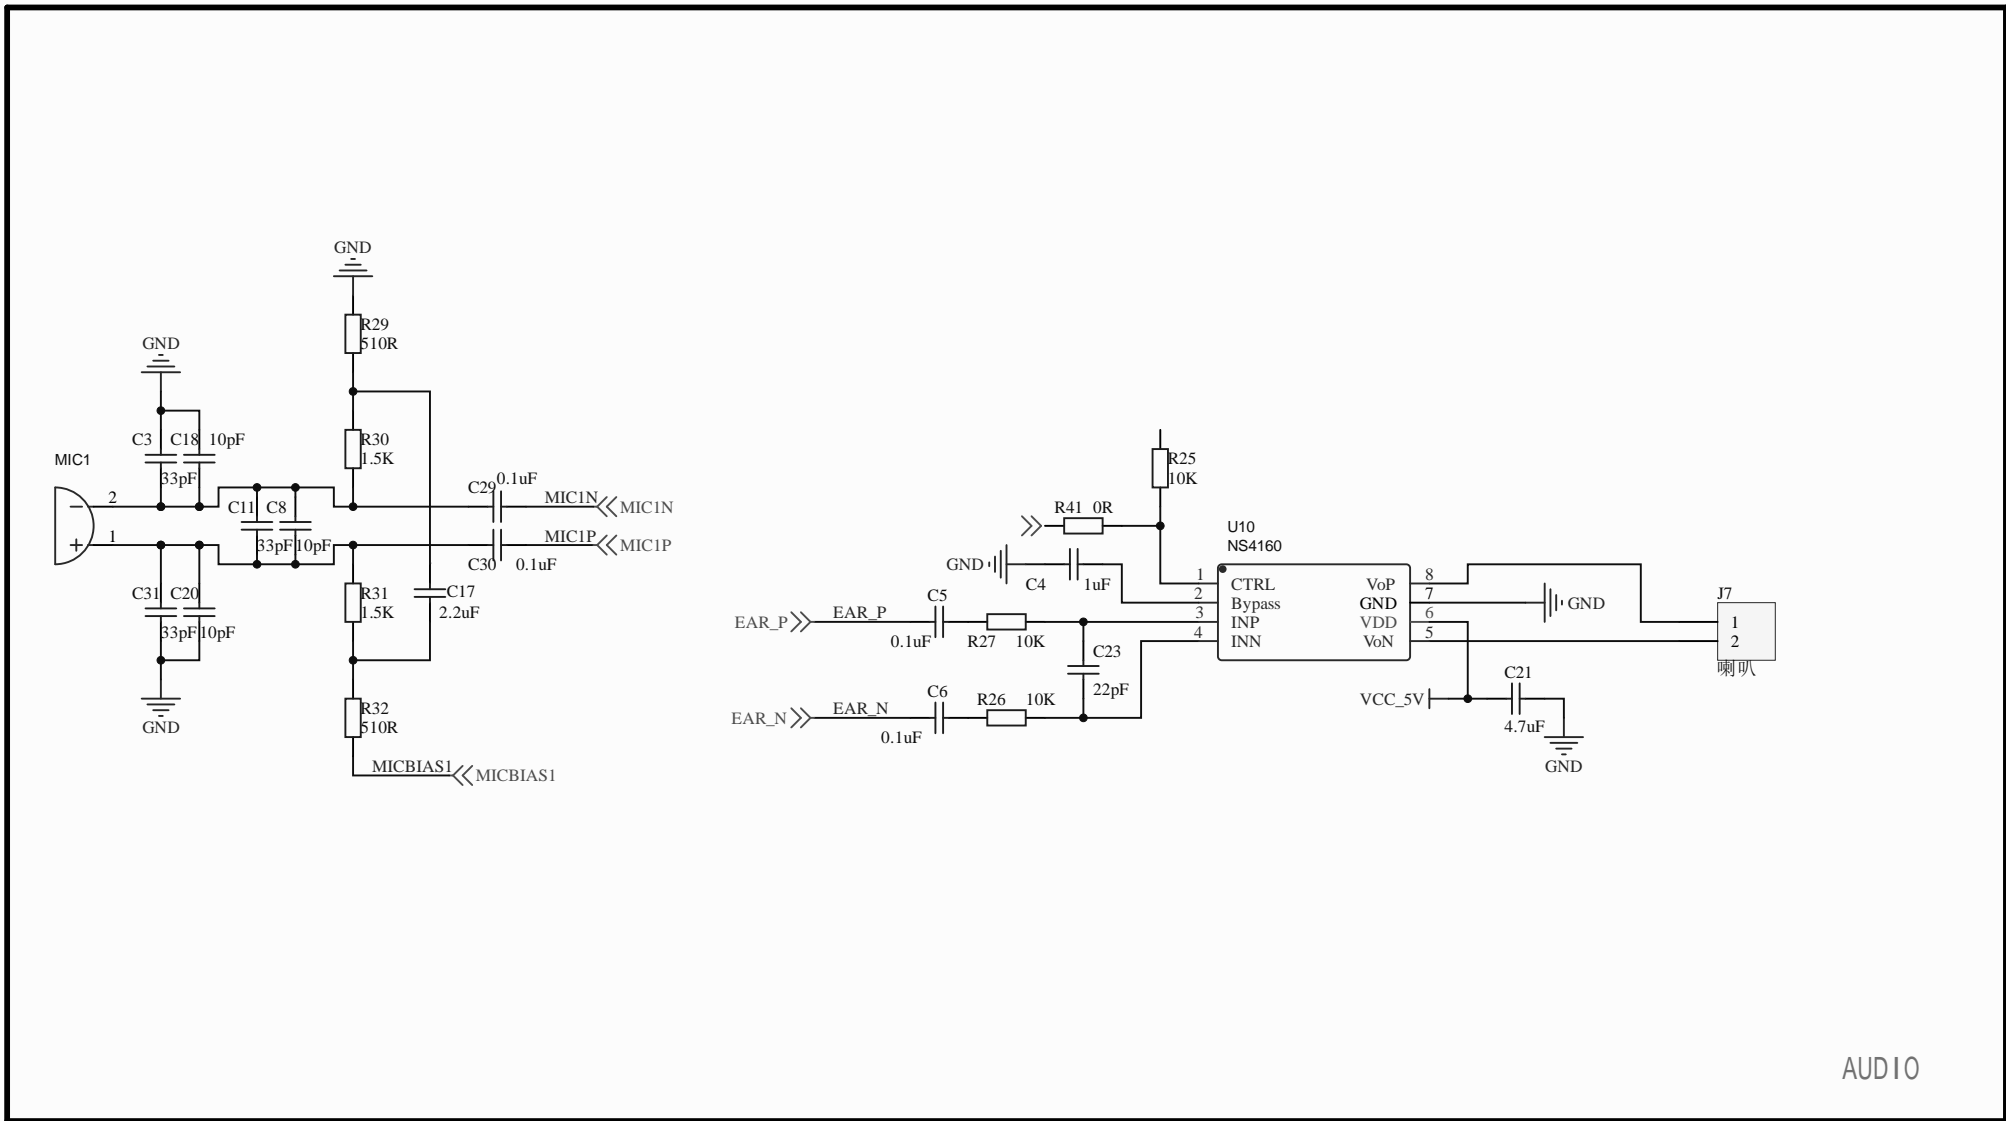 GND
R29
510R
GND
R30
1.5K
C3
C18
10pF
33pF
MIC1
2
1
C11
C8
33pF
10pF
C29
0.1uF
MIC1N
MIC1N
MIC1P
MIC1P
C30
0.1uF
C31
C20
33pF
10pF
GND
R31
1.5K
C17
2.2uF
R32
510R
MICBIAS1
MICBIAS1
R25
10K
R41 0R
GND
C4
1uF
EAR_P
EAR_P
C5
0.1uF
R27
10K
C23
22pF
EAR_N
EAR_N
C6
0.1uF
R26
10K
U10
NS4160
1
CTRL
2
Bypass
3
INP
4
INN
VoP
8
GND
7
VDD
6
VoN
5
GND
VCC_5V
C21
4.7uF
GND
J7
1
2
喇叭
AUDIO